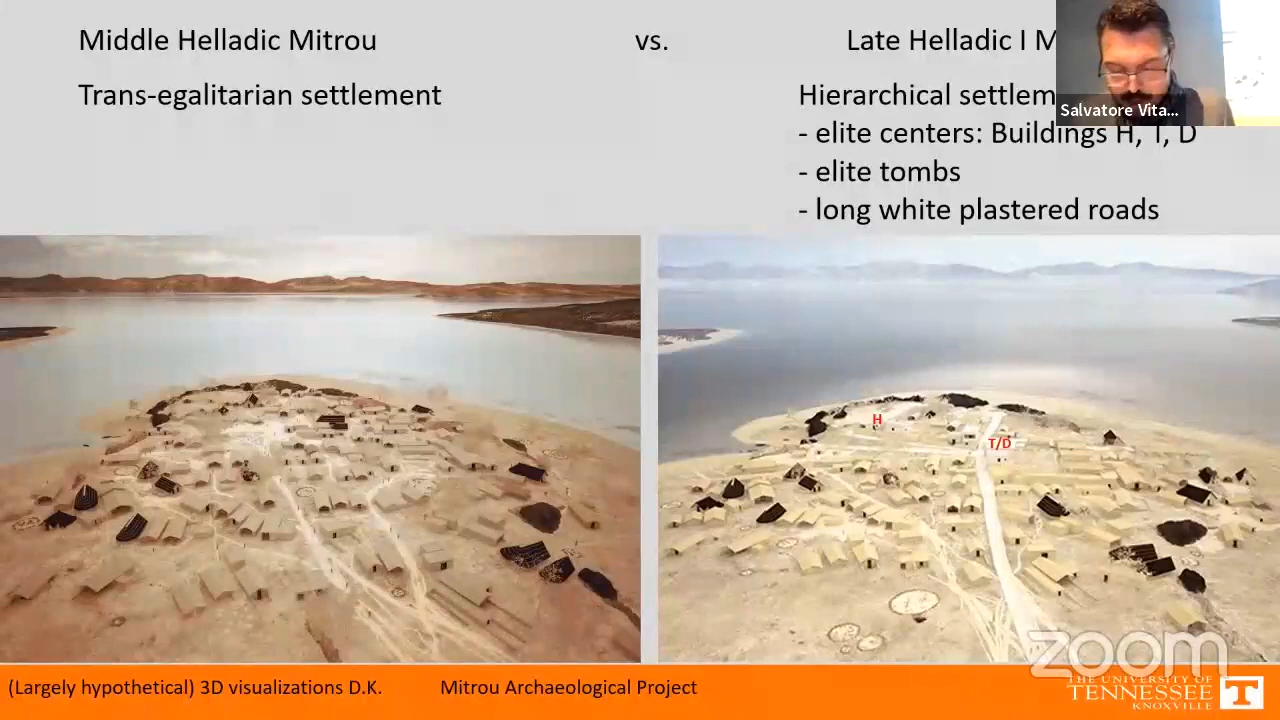 Middle Helladic Mitrou vs. Late Helladic I M
Trans-egalitarian settlement
Hierarchical settlem
- elite centers: Buildings H, T, D
- elite tombs
- long white plastered roads
Salvatore Vita...
H
T/D
zoom
(Largely hypothetical) 3D visualizations D.K. Mitrou Archaeological Project
THE UNIVERSITY OF
TENNESSEE
KNOXVILLE
T